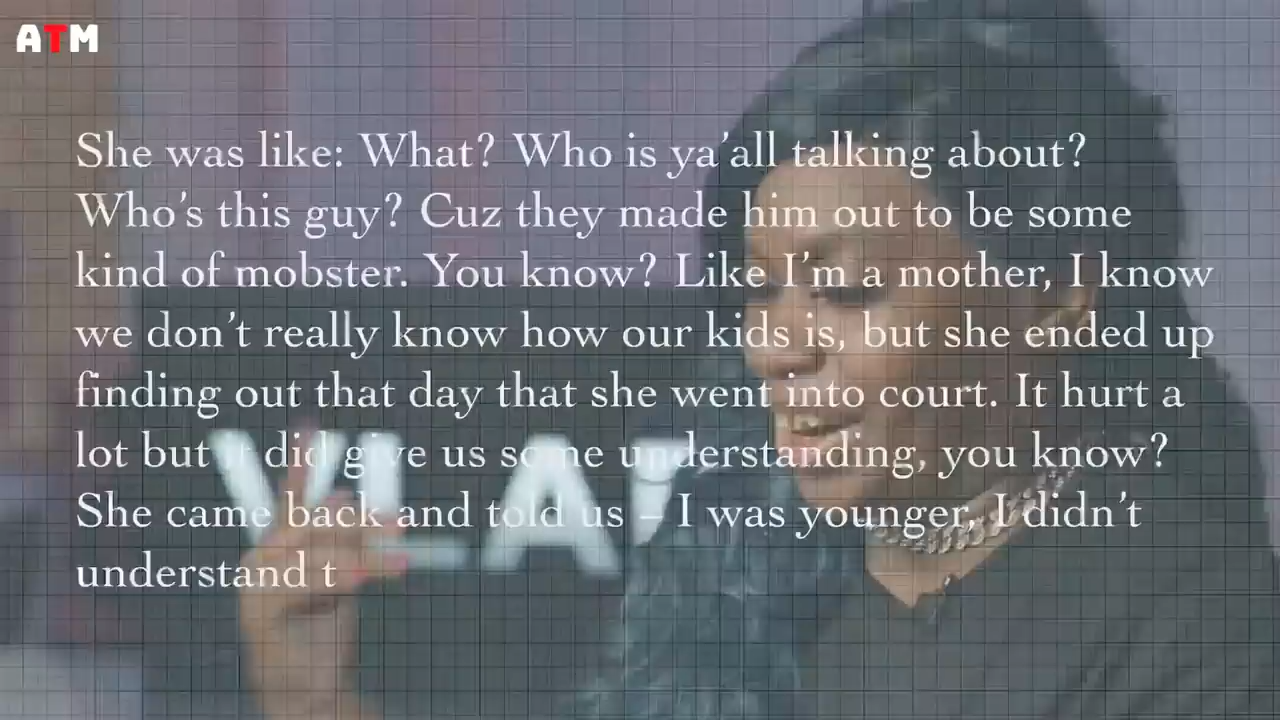 ATM
She was like: What? Who is ya’all talking about?
Who’s this guy? Cuz they made him out to be some
kind of mobster. You know? Like I’m a mother, I know
we don’t really know how our kids is, but she ended up
finding out that day that she went into court. It hurt a
lot but it did give us some understanding, you know?
VLAD
She came back and told us – I was younger, I didn’t
understand t